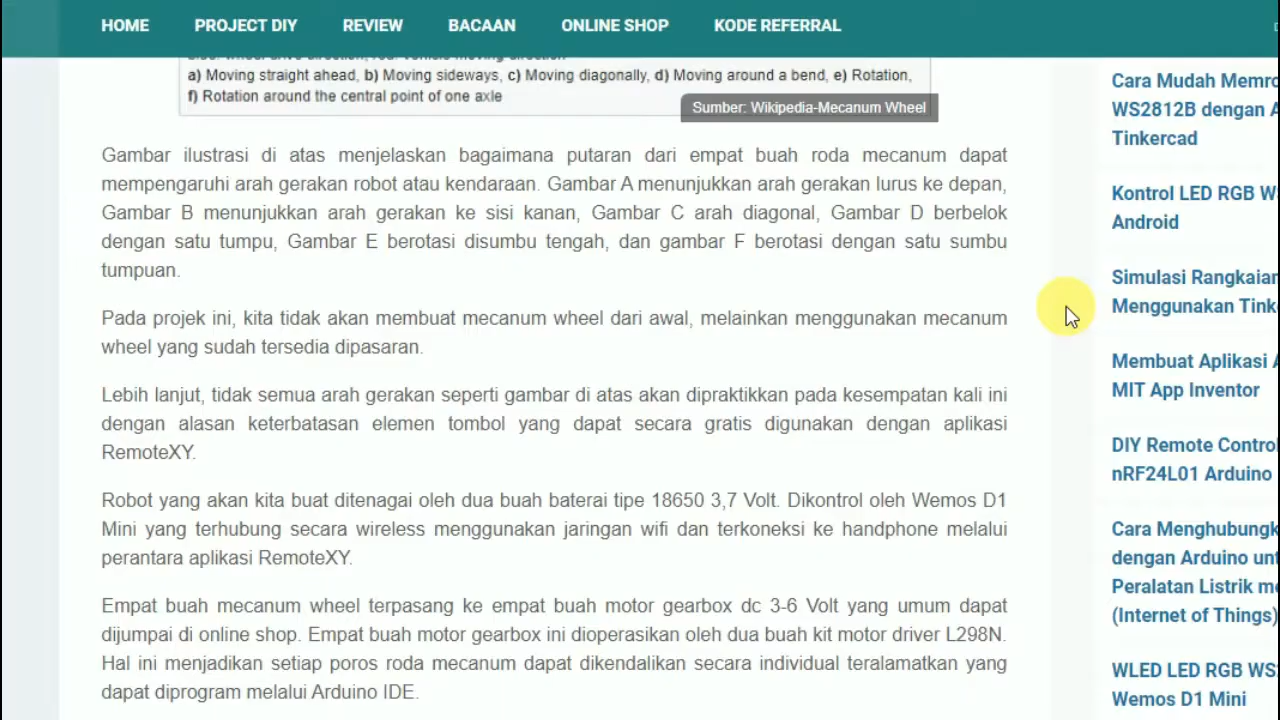 HOME PROJECT DIY REVIEW BACAAN ONLINE SHOP KODE REFERRAL
a) Moving straight ahead, b) Moving sideways, c) Moving diagonally, d) Moving around a bend, e) Rotation,
f) Rotation around the central point of one axle
Sumber: Wikipedia-Mecanum Wheel
Gambar ilustrasi di atas menjelaskan bagaimana putaran dari empat buah roda mecanum dapat
mempengaruhi arah gerakan robot atau kendaraan. Gambar A menunjukkan arah gerakan lurus ke depan,
Gambar B menunjukkan arah gerakan ke sisi kanan, Gambar C arah diagonal, Gambar D berbelok
dengan satu tumpu, Gambar E berotasi disumbu tengah, dan gambar F berotasi dengan satu sumbu
tumpuan.
Pada projek ini, kita tidak akan membuat mecanum wheel dari awal, melainkan menggunakan mecanum
wheel yang sudah tersedia dipasaran.
Lebih lanjut, tidak semua arah gerakan seperti gambar di atas akan dipraktikkan pada kesempatan kali ini
dengan alasan keterbatasan elemen tombol yang dapat secara gratis digunakan dengan aplikasi
RemoteXY.
Robot yang akan kita buat ditenagai oleh dua buah baterai tipe 18650 3,7 Volt. Dikontrol oleh Wemos D1
Mini yang terhubung secara wireless menggunakan jaringan wifi dan terkoneksi ke handphone melalui
perantara aplikasi RemoteXY.
Empat buah mecanum wheel terpasang ke empat buah motor gearbox dc 3-6 Volt yang umum dapat
dijumpai di online shop. Empat buah motor gearbox ini dioperasikan oleh dua buah kit motor driver L298N.
Hal ini menjadikan setiap poros roda mecanum dapat dikendalikan secara individual teralamatkan yang
dapat diprogram melalui Arduino IDE.
Cara Mudah Memro
WS2812B dengan A
Tinkercad
Kontrol LED RGB W
Android
Simulasi Rangkaian
Menggunakan Tink
Membuat Aplikasi A
MIT App Inventor
DIY Remote Contro
nRF24L01 Arduino
Cara Menghubungk
dengan Arduino unt
Peralatan Listrik me
(Internet of Things)
WLED LED RGB WS2
Wemos D1 Mini